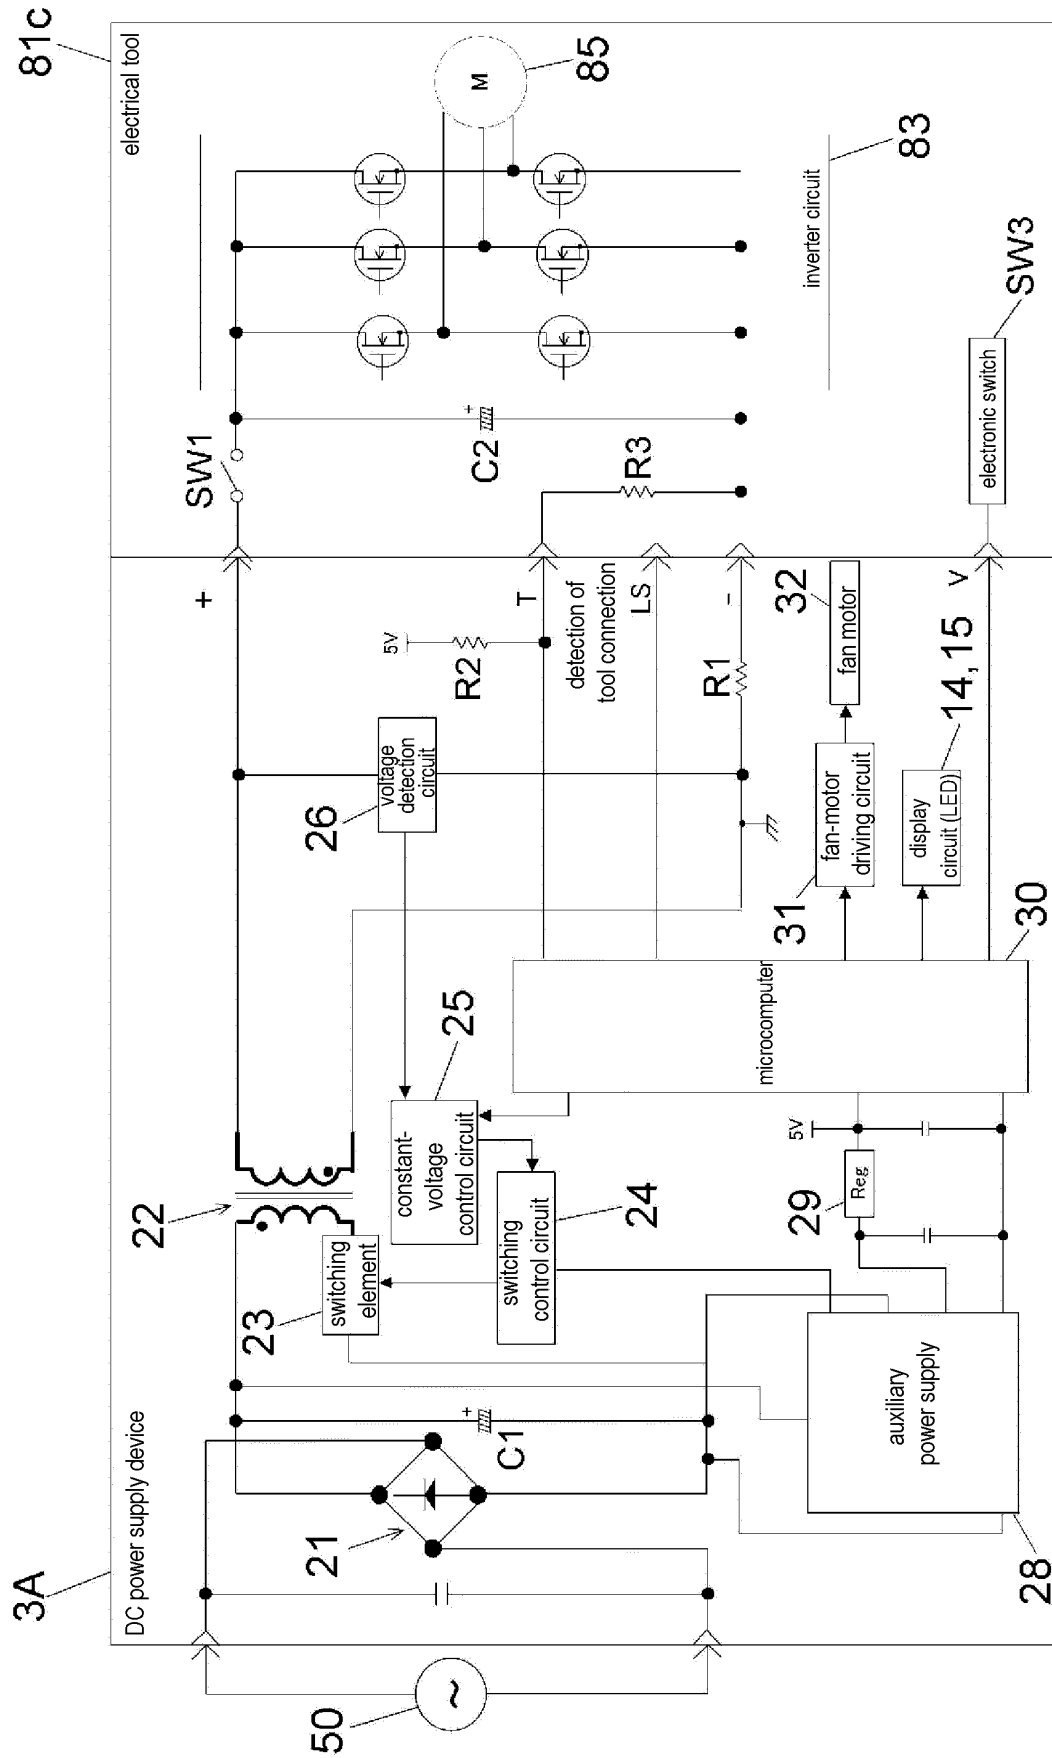 3A
DC power supply device
81c
electrical tool
50
~
21
C1
+
22
23
switching
element
24
switching
control circuit
25
constant-
voltage
control circuit
26
voltage
detection
circuit
28
auxiliary
power supply
29
Reg
5V
30
microcomputer
31
fan-motor
driving circuit
32
fan motor
14,15
display
circuit (LED)
5V
R2
R1
+
T
detection of
tool connection
LS
-
V
SW1
C2
+
R3
85
M
83
inverter circuit
SW3
electronic switch